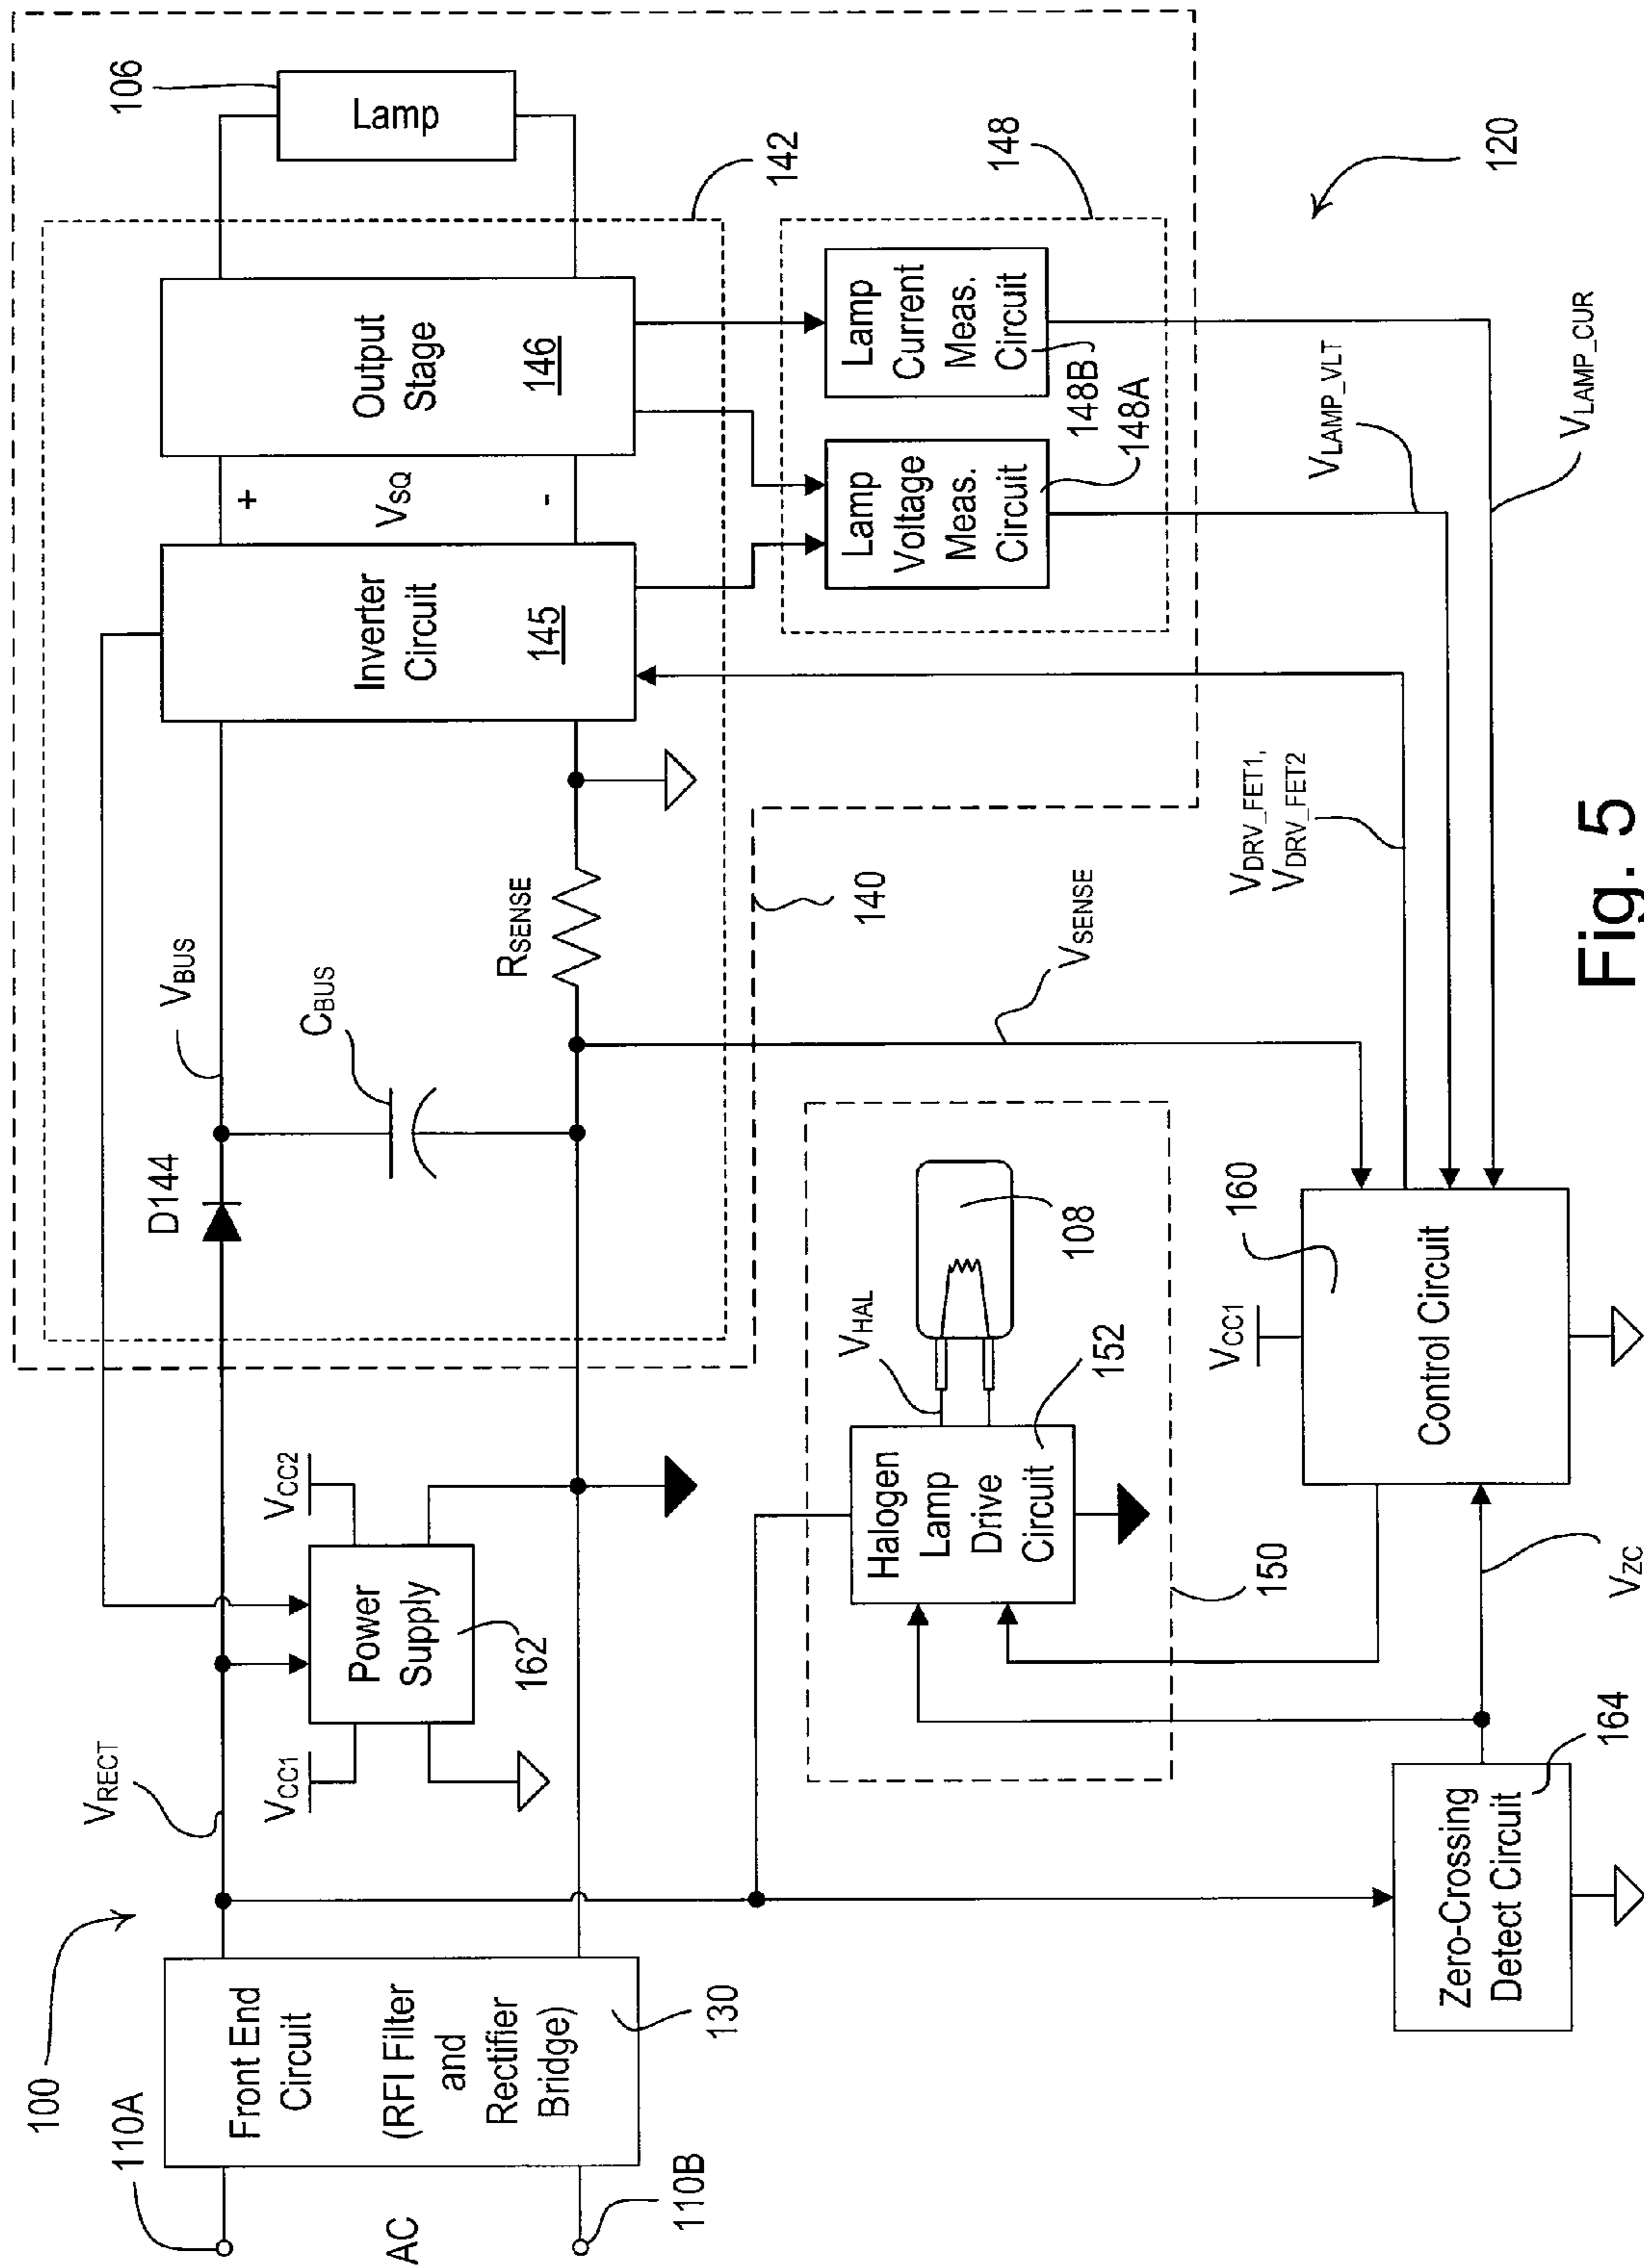 100
110A
AC
110B
Front End
Circuit
(RFI Filter
and
Rectifier
Bridge)
130
VRECT
VCC1
Power
Supply
162
VCC2
D144
VBUS
CBUS
RSENSE
Inverter
Circuit
145
+
VSQ
-
Output
Stage
146
Lamp
106
142
148
Lamp
Voltage
Meas.
Circuit
148A
Lamp
Current
Meas.
Circuit
148B
140
VSENSE
VDRV_FET1,
VDRV_FET2
VLAMP_VLT
VLAMP_CUR
120
Halogen
Lamp
Drive
Circuit
152
VHAL
108
150
Zero-Crossing
Detect Circuit
164
VZC
VCC1
160
Control Circuit
Fig. 5